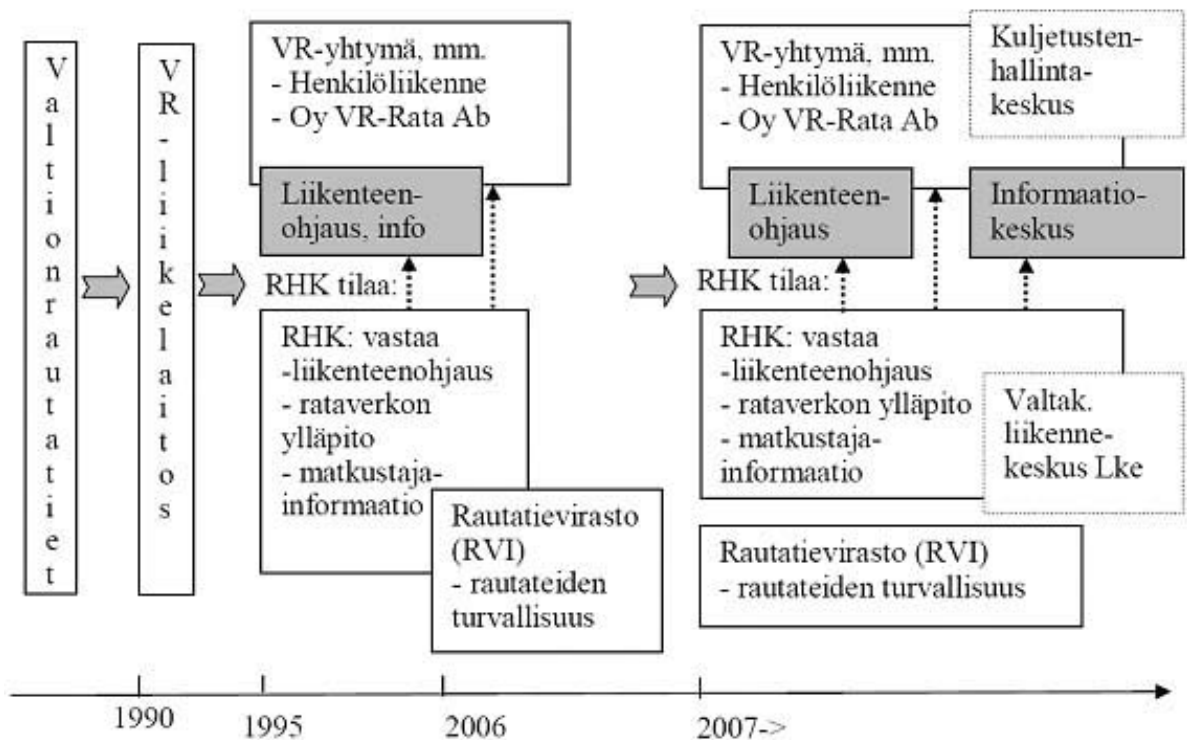 Valtionrautatiet
VR-liikelaitos
VR-yhtymä, mm.
- Henkilöliikenne
- Oy VR-Rata Ab
Liikenteen-
ohjaus, info
RHK tilaa:
RHK: vastaa
-liikenteenohjaus
- rataverkon
ylläpito
- matkustaja-
informaatio
Rautatievirasto
(RVI)
- rautateiden
turvallisuus
VR-yhtymä, mm.
- Henkilöliikenne
- Oy VR-Rata Ab
Kuljetusten-
hallinta-
keskus
Liikenteen-
ohjaus
Informaatio-
keskus
RHK tilaa:
RHK: vastaa
-liikenteenohjaus
- rataverkon ylläpito
- matkustaja-
informaatio
Valtak.
liikenne-
keskus Lke
Rautatievirasto (RVI)
- rautateiden turvallisuus
1990
1995
2006
2007->